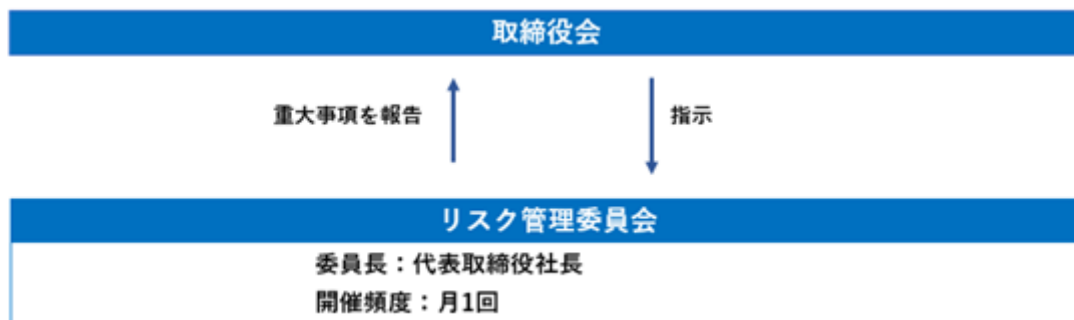 取締役会
重大事項を報告
指示
リスク管理委員会
委員長：代表取締役社長
開催頻度：月1回